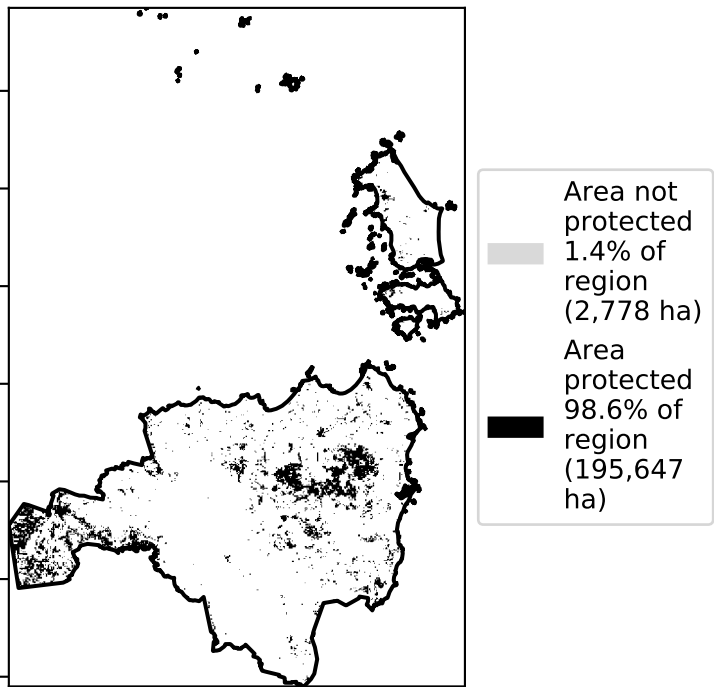 Area not
protected
1.4% of
region
(2,778 ha)
Area
protected
98.6% of
region
(195,647
ha)